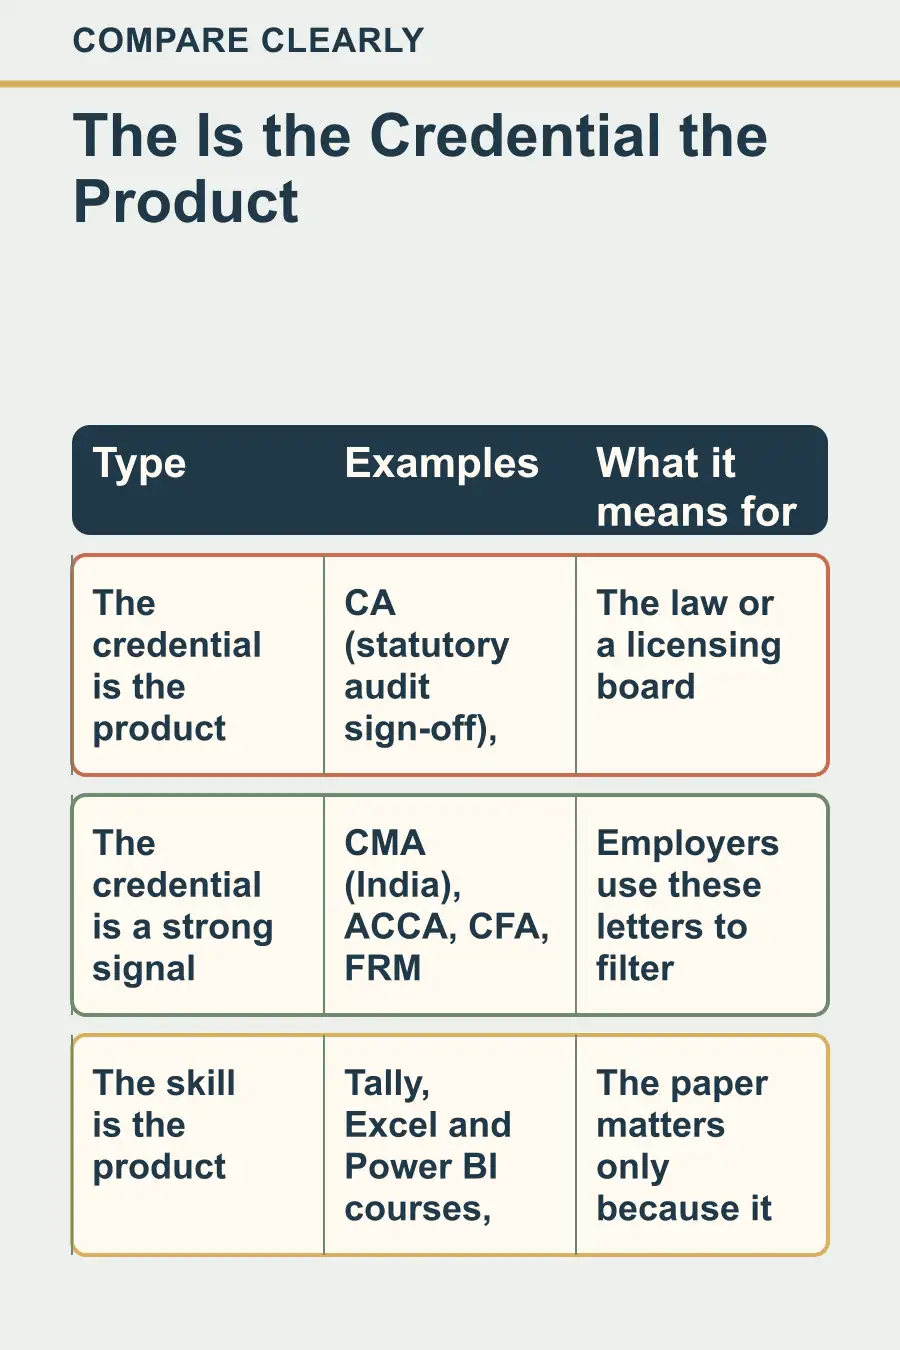 COMPARE CLEARLY
The Is the Credential the
Product
Type
Examples
What it
means for
The
credential
is the
product
CA
(statutory
audit
sign-off),
The law or
a licensing
board
The
credential
is a strong
signal
CMA
(India),
ACCA, CFA,
FRM
Employers
use these
letters to
filter
The skill
is the
product
Tally,
Excel and
Power BI
courses,
The paper
matters
only
because it